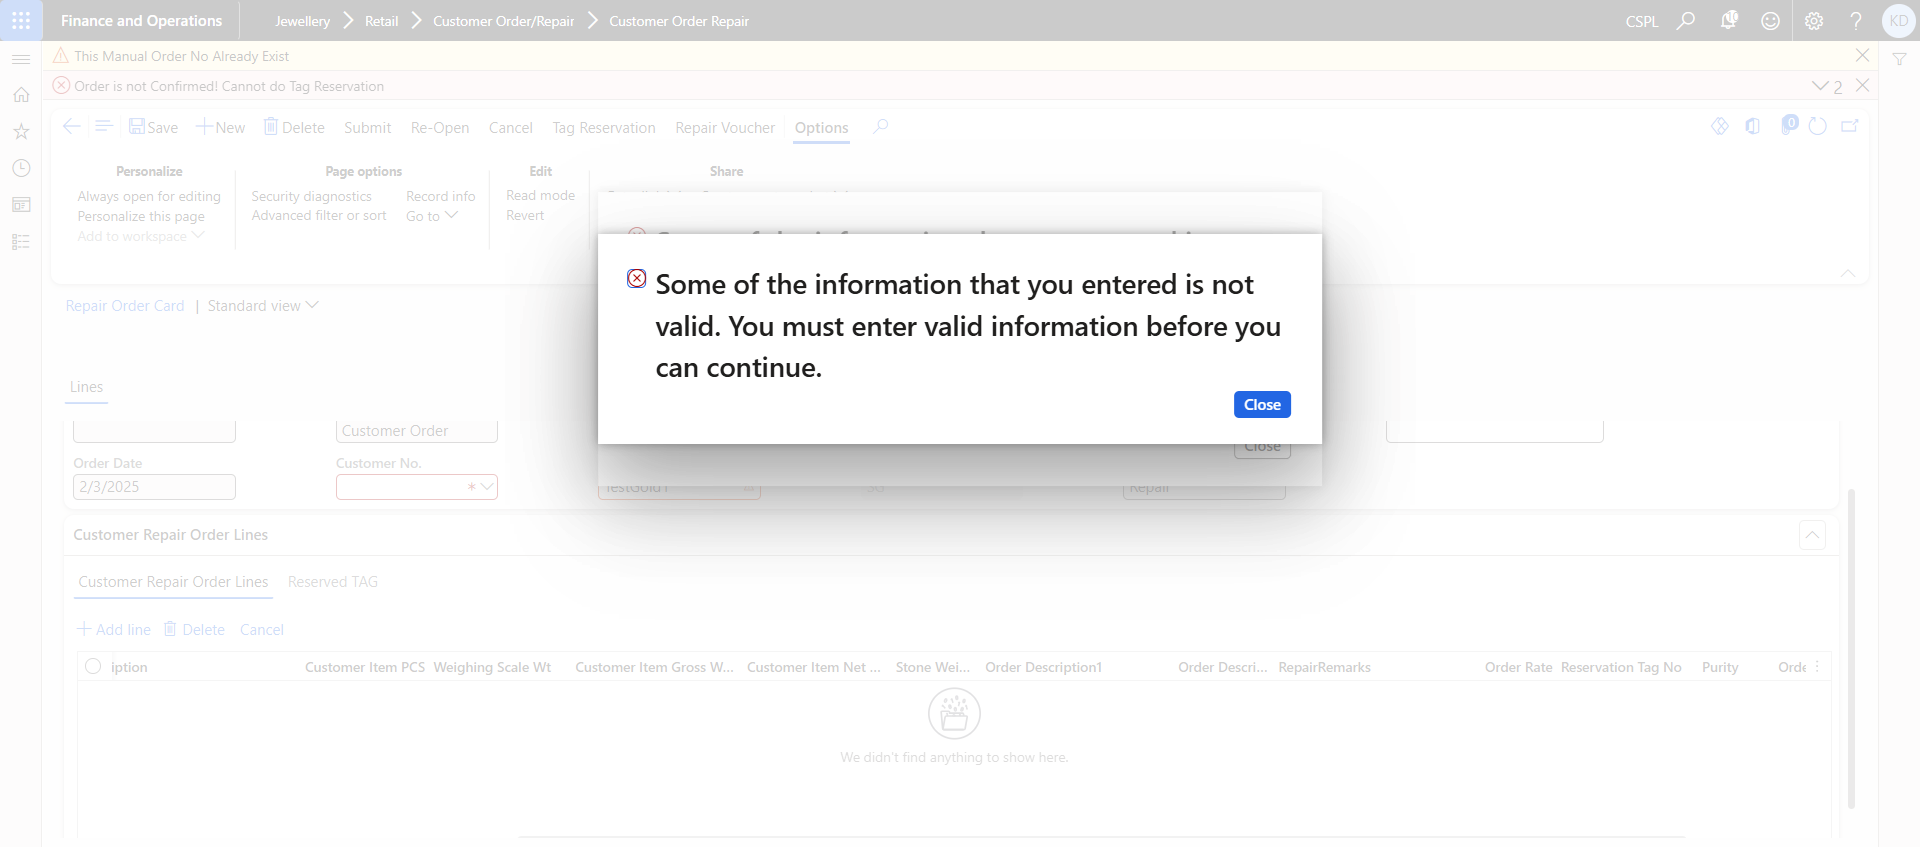 Finance and Operations
Jewellery
Retail
Customer Order/Repair
Customer Order Repair
CSPL
10
KD
This Manual Order No Already Exist
Order is not Confirmed! Cannot do Tag Reservation
2
Save
New
Delete
Submit
Re-Open
Cancel
Tag Reservation
Repair Voucher
Options
0
Personalize
Always open for editing
Personalize this page
Add to workspace
Page options
Security diagnostics
Advanced filter or sort
Record info
Go to
Edit
Read mode
Revert
Share
Repair Order Card | Standard view
Some of the information that you entered is not
valid. You must enter valid information before you
can continue.
Close
Close
Lines
Customer Order
Order Date
2/3/2025
Customer No.
*
TestGold1
SG
Repair
Customer Repair Order Lines
Customer Repair Order Lines
Reserved TAG
Add line
Delete
Cancel
iption
Customer Item PCS
Weighing Scale Wt
Customer Item Gross W...
Customer Item Net ...
Stone Wei...
Order Description1
Order Descri...
RepairRemarks
Order Rate
Reservation Tag No
Purity
Orde
We didn't find anything to show here.